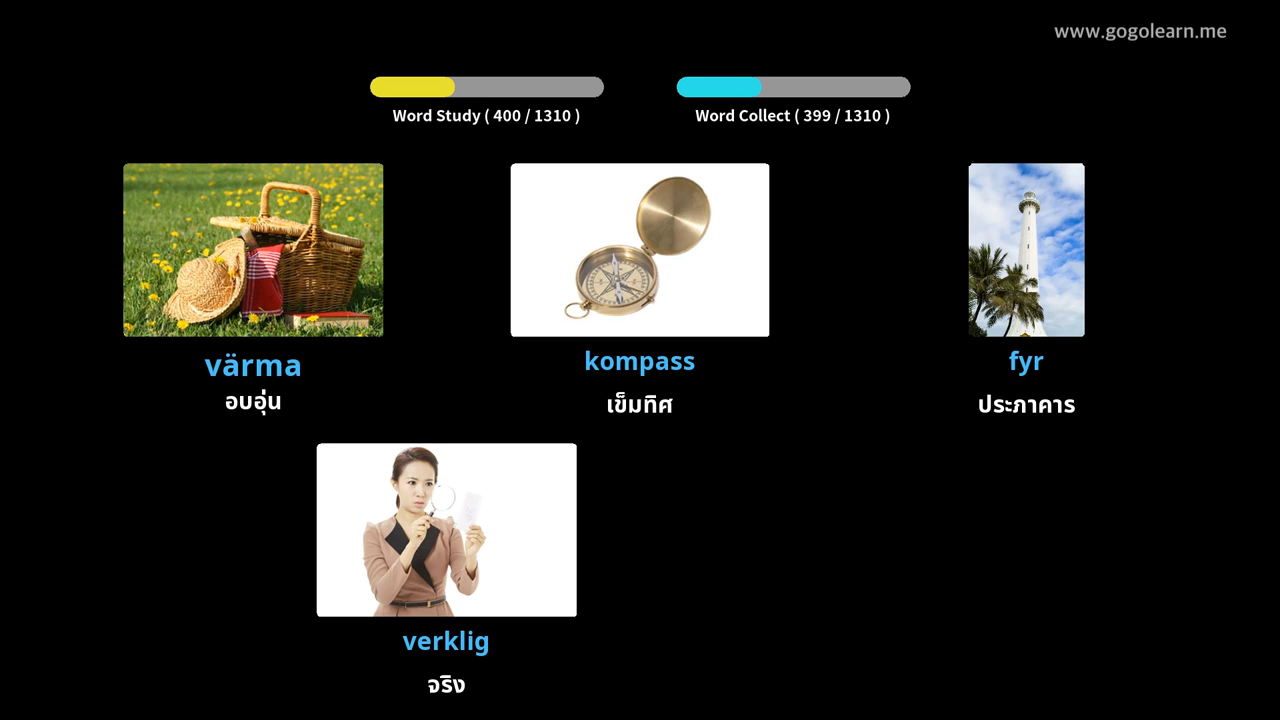 www.gogolearn.me
Word Study ( 400 / 1310 )
Word Collect ( 399 / 1310 )
värma
อบอุ่น
kompass
เข็มทิศ
fyr
ประภาคาร
verklig
จริง